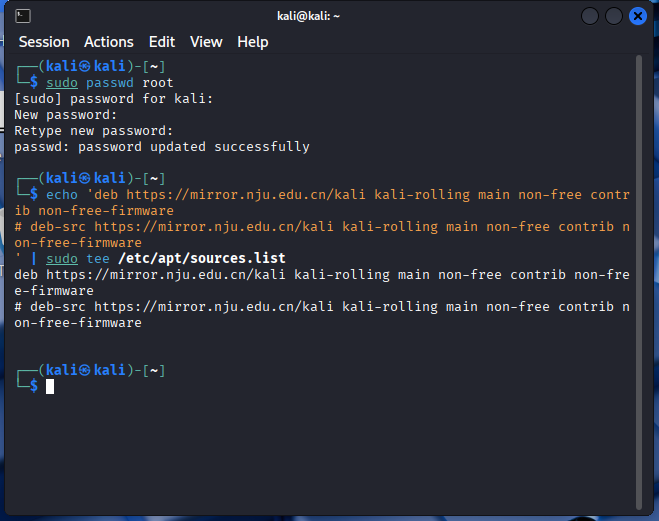 kali@kali: ~
Session Actions Edit View Help
┌──(kali㉿kali)-[~]
└─$ sudo passwd root
[sudo] password for kali:
New password:
Retype new password:
passwd: password updated successfully
┌──(kali㉿kali)-[~]
└─$ echo 'deb https://mirror.nju.edu.cn/kali kali-rolling main non-free contr
ib non-free-firmware
# deb-src https://mirror.nju.edu.cn/kali kali-rolling main non-free contrib n
on-free-firmware
' | sudo tee /etc/apt/sources.list
deb https://mirror.nju.edu.cn/kali kali-rolling main non-free contrib non-fre
e-firmware
# deb-src https://mirror.nju.edu.cn/kali kali-rolling main non-free contrib n
on-free-firmware
┌──(kali㉿kali)-[~]
└─$